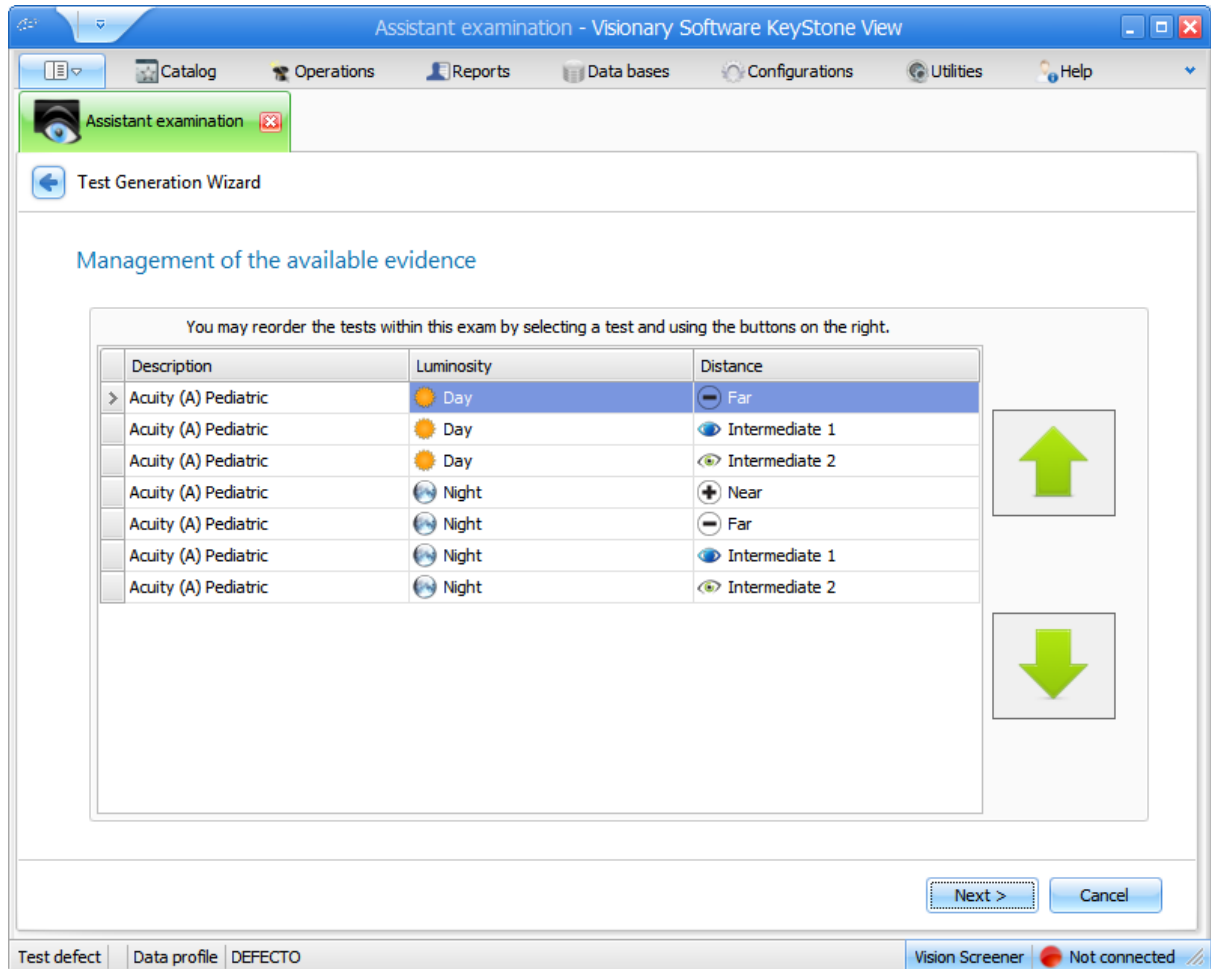 Assistant examination - Visionary Software KeyStone View
Catalog Operations Reports Data bases Configurations Utilities Help
Assistant examination
Test Generation Wizard
Management of the available evidence
You may reorder the tests within this exam by selecting a test and using the buttons on the right.
Description Luminosity Distance
Acuity (A) Pediatric Day Far
Acuity (A) Pediatric Day Intermediate 1
Acuity (A) Pediatric Day Intermediate 2
Acuity (A) Pediatric Night Near
Acuity (A) Pediatric Night Far
Acuity (A) Pediatric Night Intermediate 1
Acuity (A) Pediatric Night Intermediate 2
Next > Cancel
Test defect Data profile DEFECTO Vision Screener Not connected